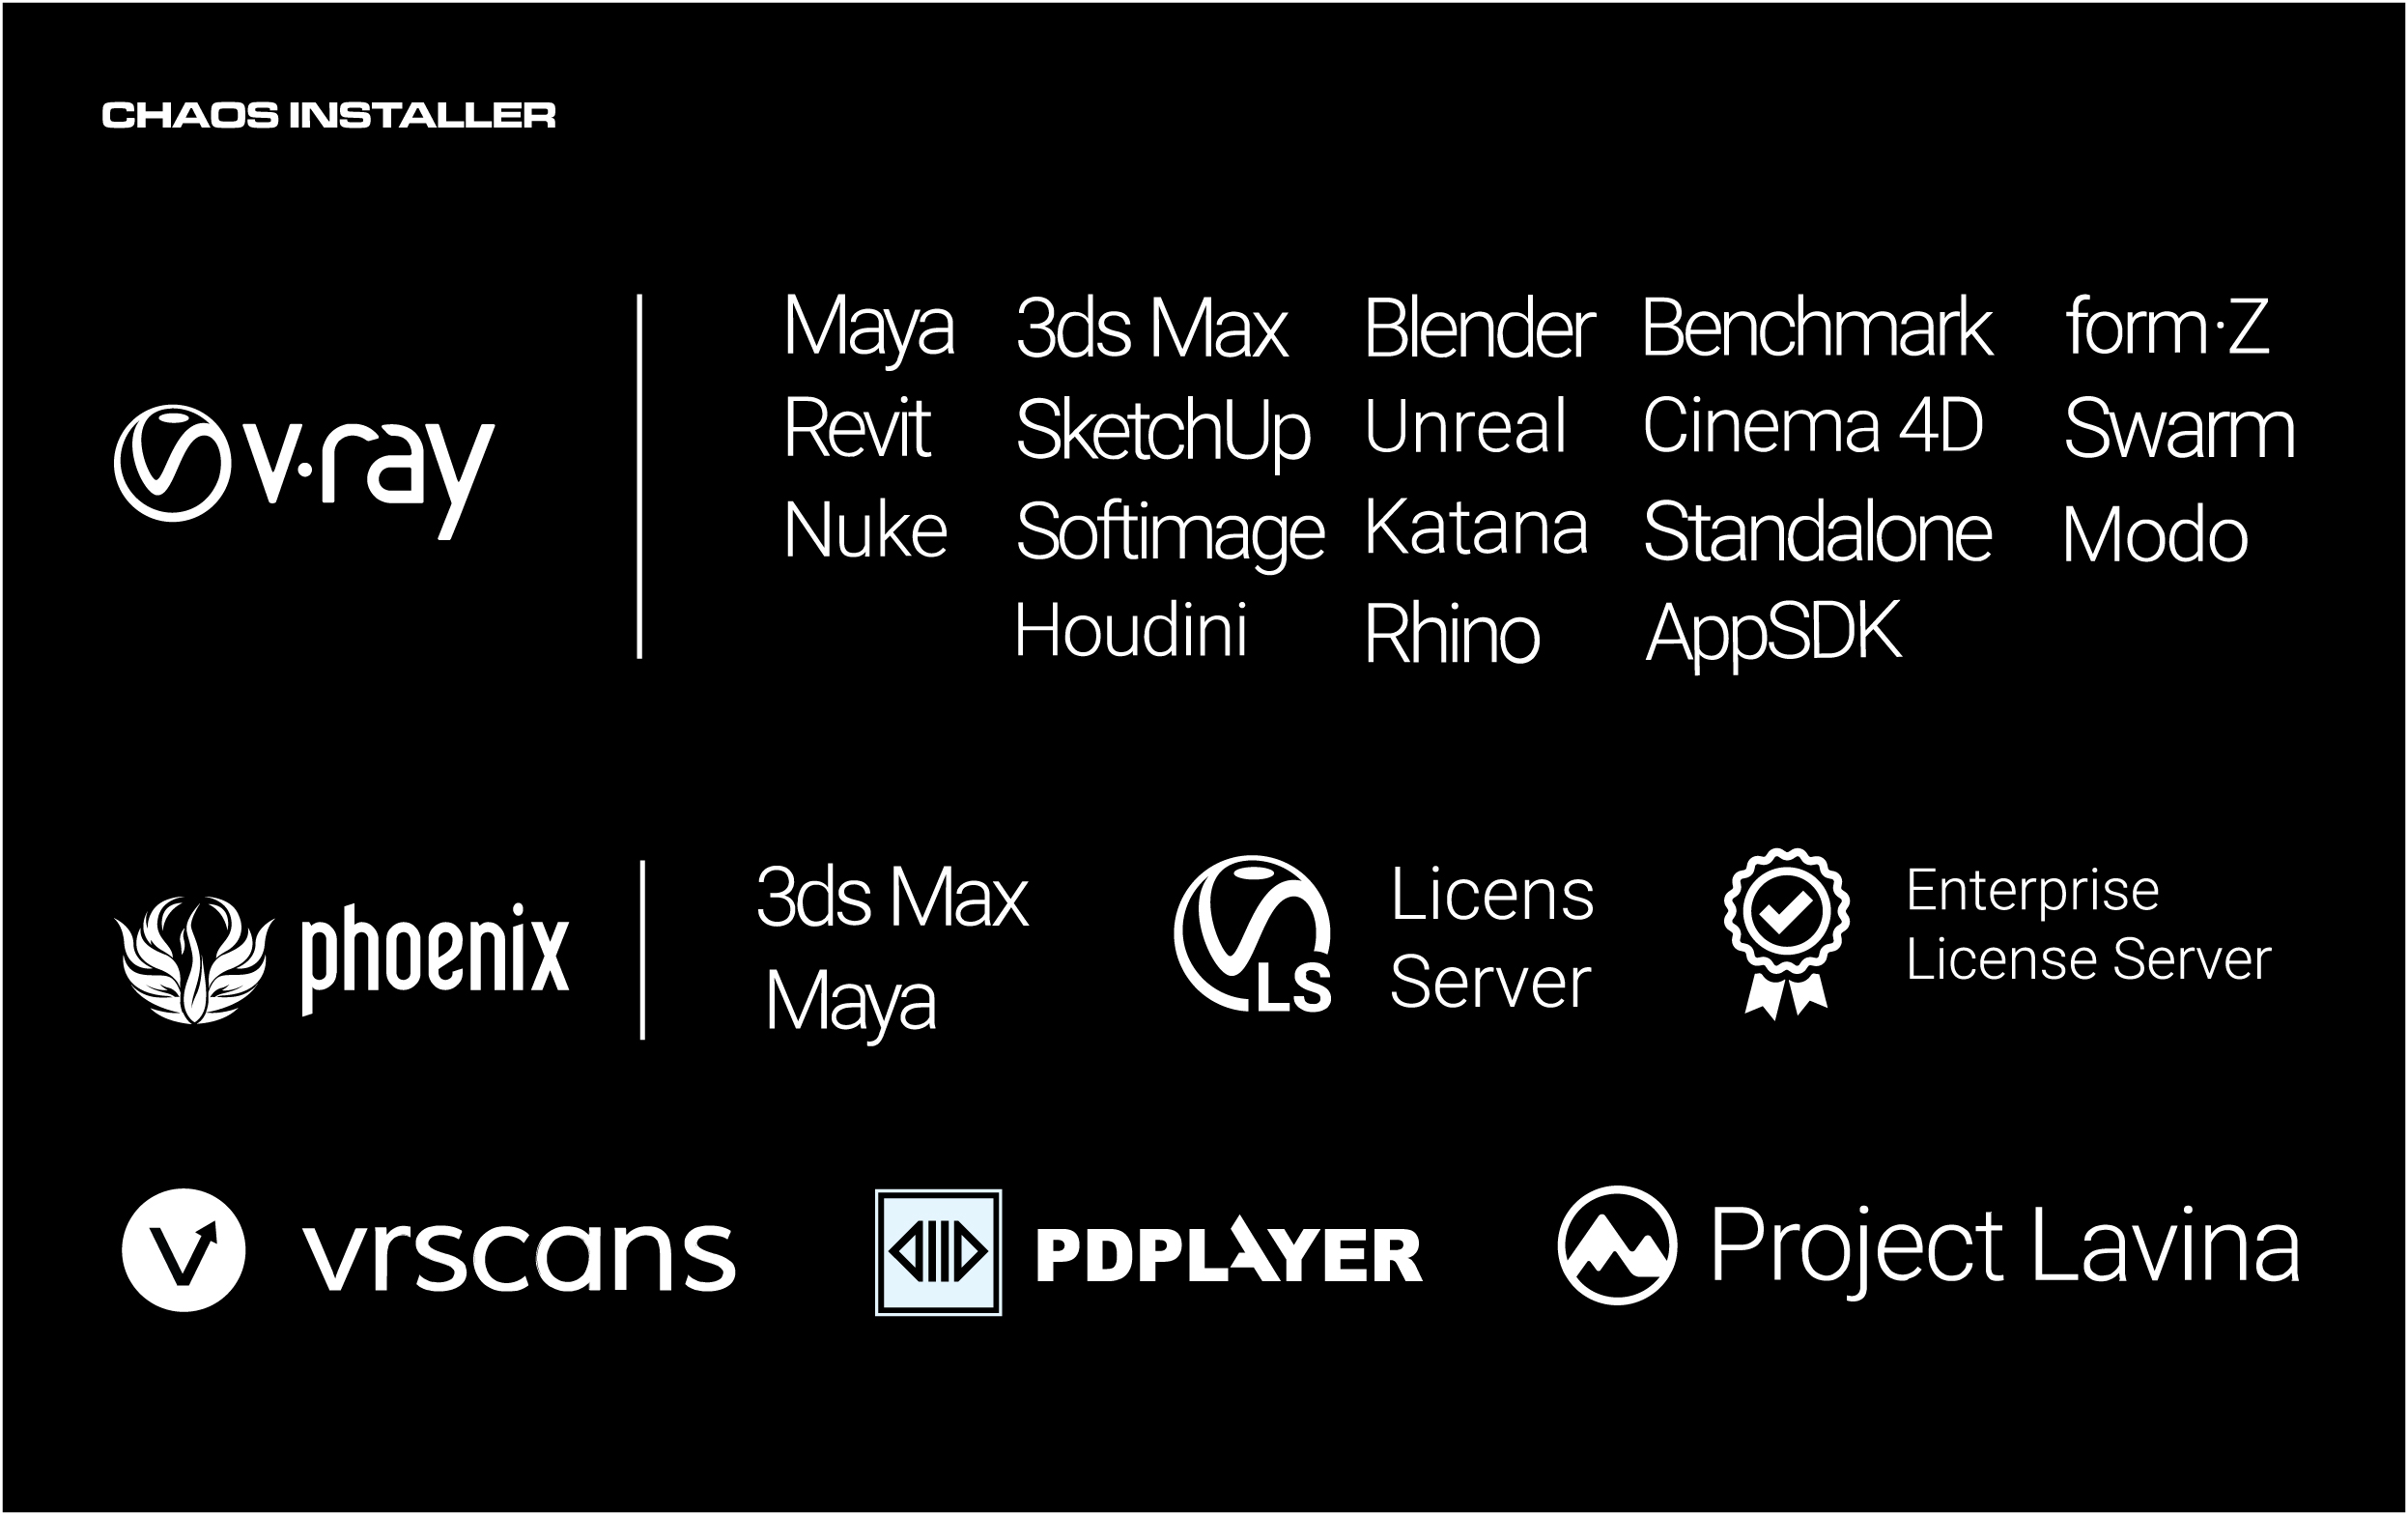 CHAOS INSTALLER
v·ray
Maya 3ds Max Blender Benchmark form·Z
Revit SketchUp Unreal Cinema 4D Swarm
Nuke Softimage Katana Standalone Modo
Houdini Rhino AppSDK
phoenix
3ds Max
Maya
LS
Licens
Server
Enterprise
License Server
vrscans
PDPLAYER
Project Lavina